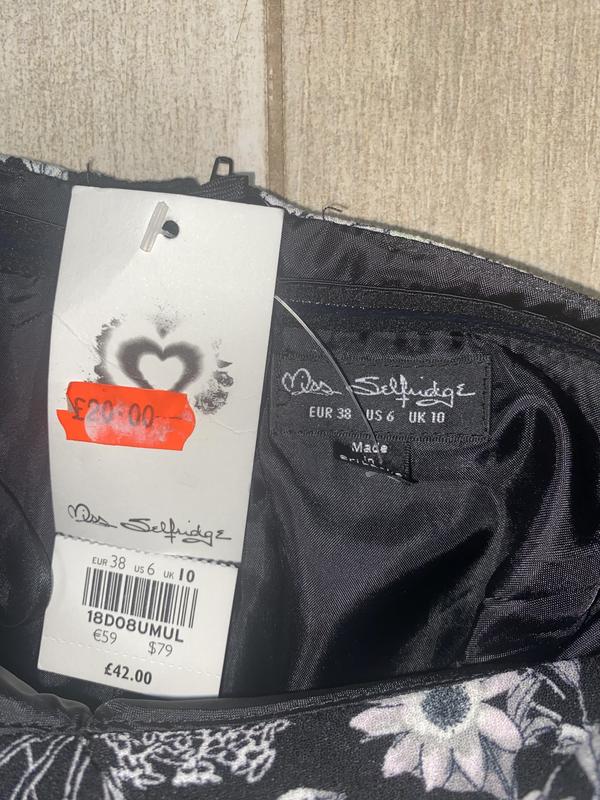 £20.00
Miss Selfridge
EUR 38 US 6 UK 10
18D08UMUL
€59 $79
£42.00
Miss Selfridge
EUR 38 US 6 UK 10
Made
in